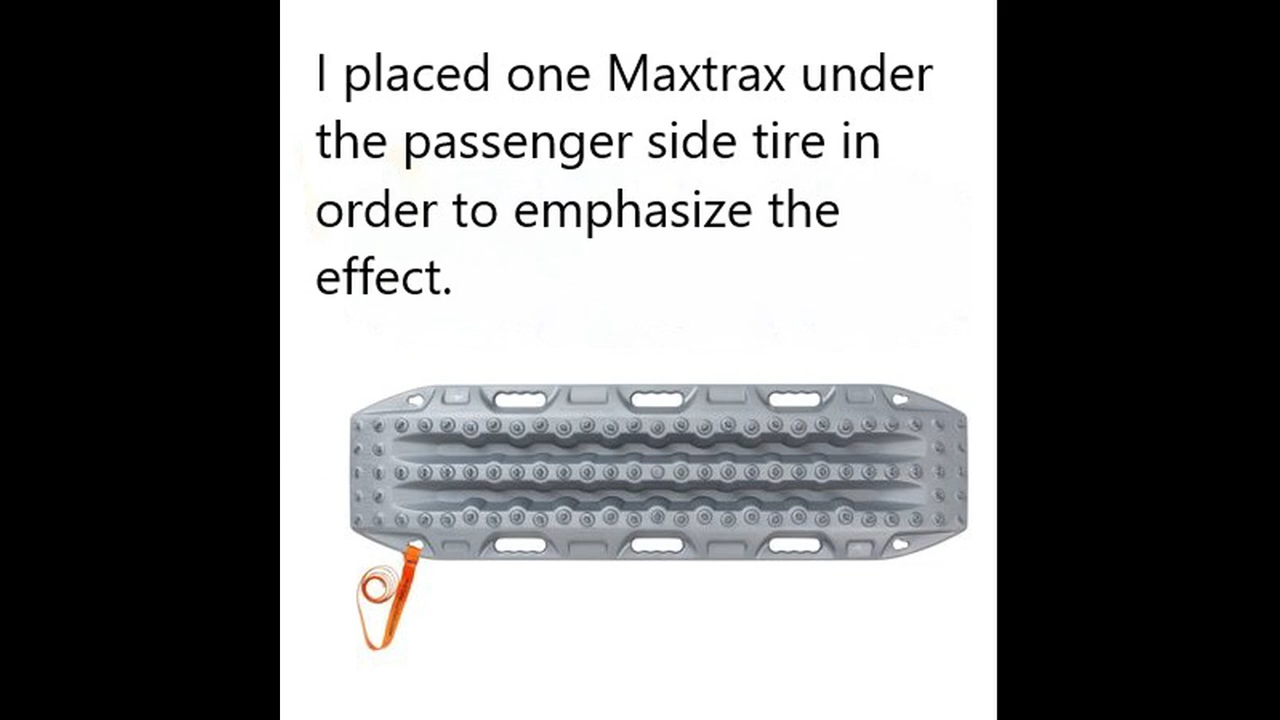 I placed one Maxtrax under
the passenger side tire in
order to emphasize the
effect.